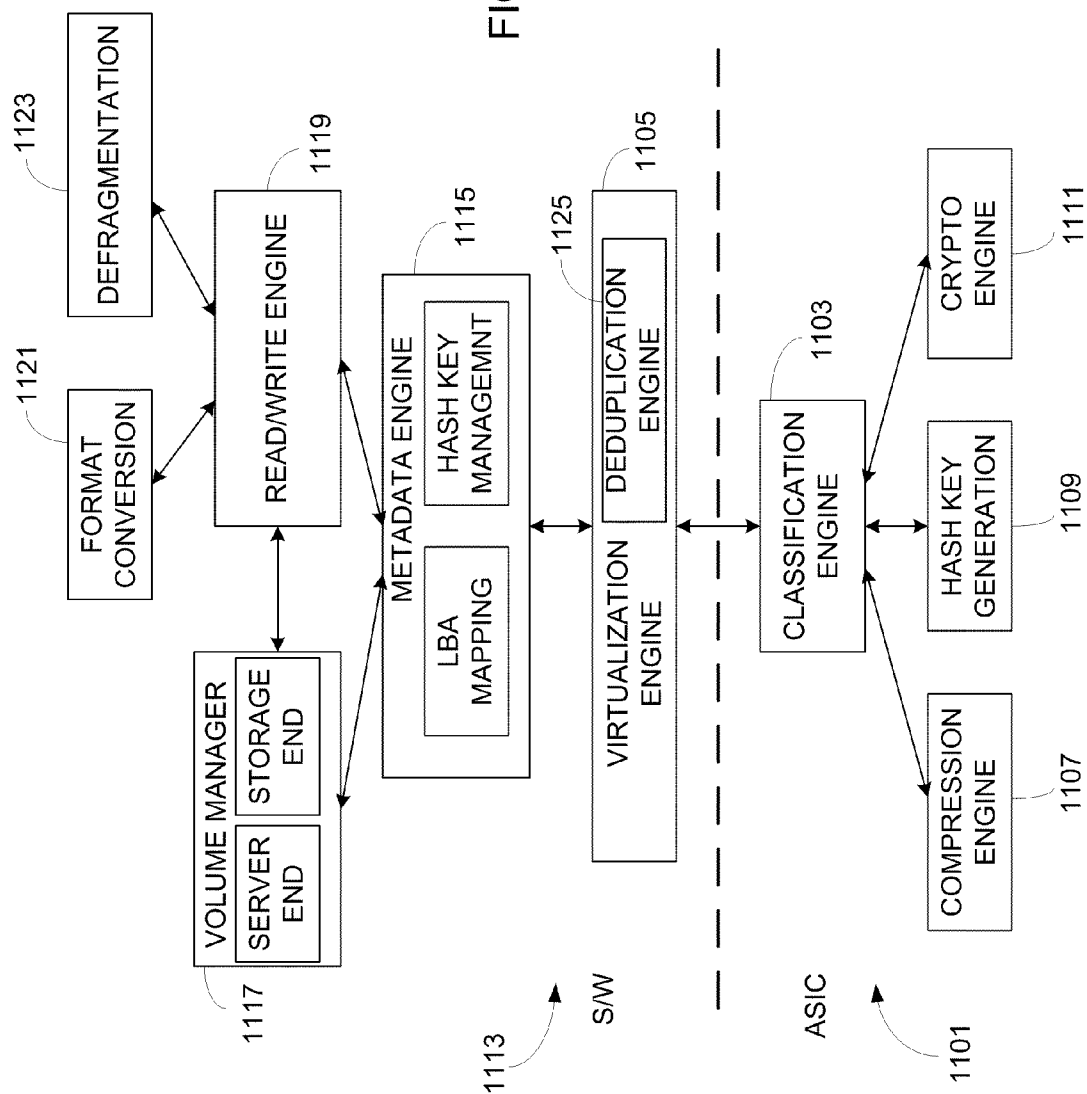 1123
DEFRAGMENTATION
1121
FORMAT
CONVERSION
1119
READ/WRITE ENGINE
1117
VOLUME MANAGER
SERVER
END
STORAGE
END
1115
METADATA ENGINE
LBA
MAPPING
HASH KEY
MANAGEMNT
1105
1125
VIRTUALIZATION
ENGINE
DEDUPLICATION
ENGINE
1113
S/W
ASIC
1101
1103
CLASSIFICATION
ENGINE
COMPRESSION
ENGINE
1107
HASH KEY
GENERATION
1109
CRYPTO
ENGINE
1111